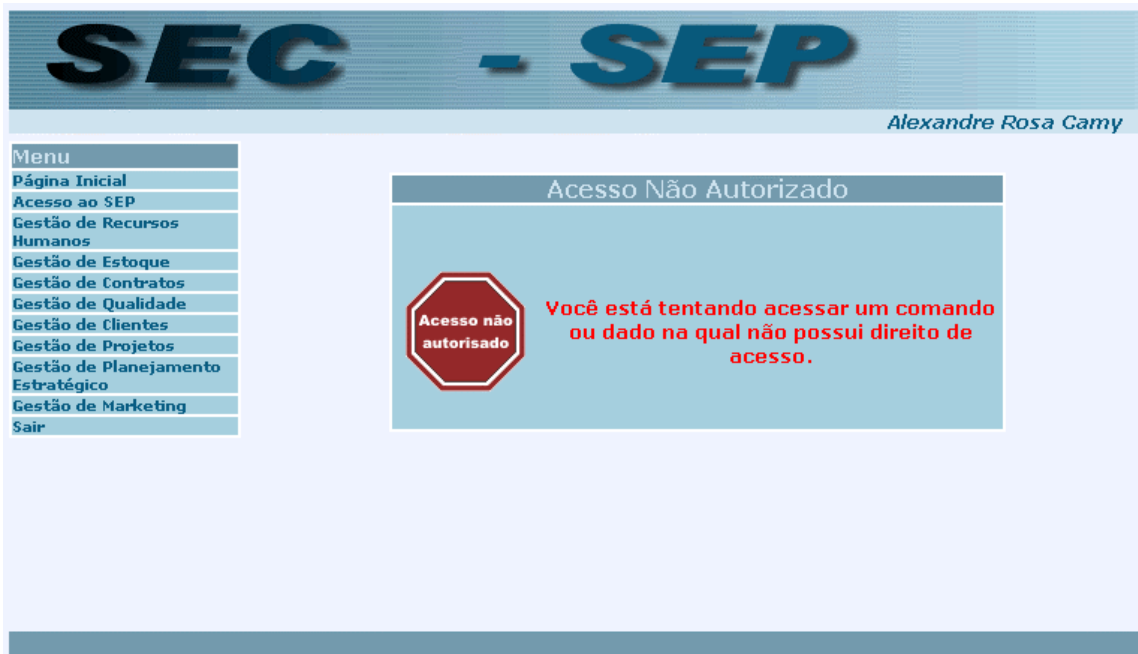 SEC - SEP
Alexandre Rosa Camy
Menu
Página Inicial
Acesso ao SEP
Gestão de Recursos
Humanos
Gestão de Estoque
Gestão de Contratos
Gestão de Qualidade
Gestão de Clientes
Gestão de Projetos
Gestão de Planejamento
Estratégico
Gestão de Marketing
Sair
Acesso Não Autorizado
Acesso não
autorisado
Você está tentando acessar um comando
ou dado na qual não possui direito de
acesso.